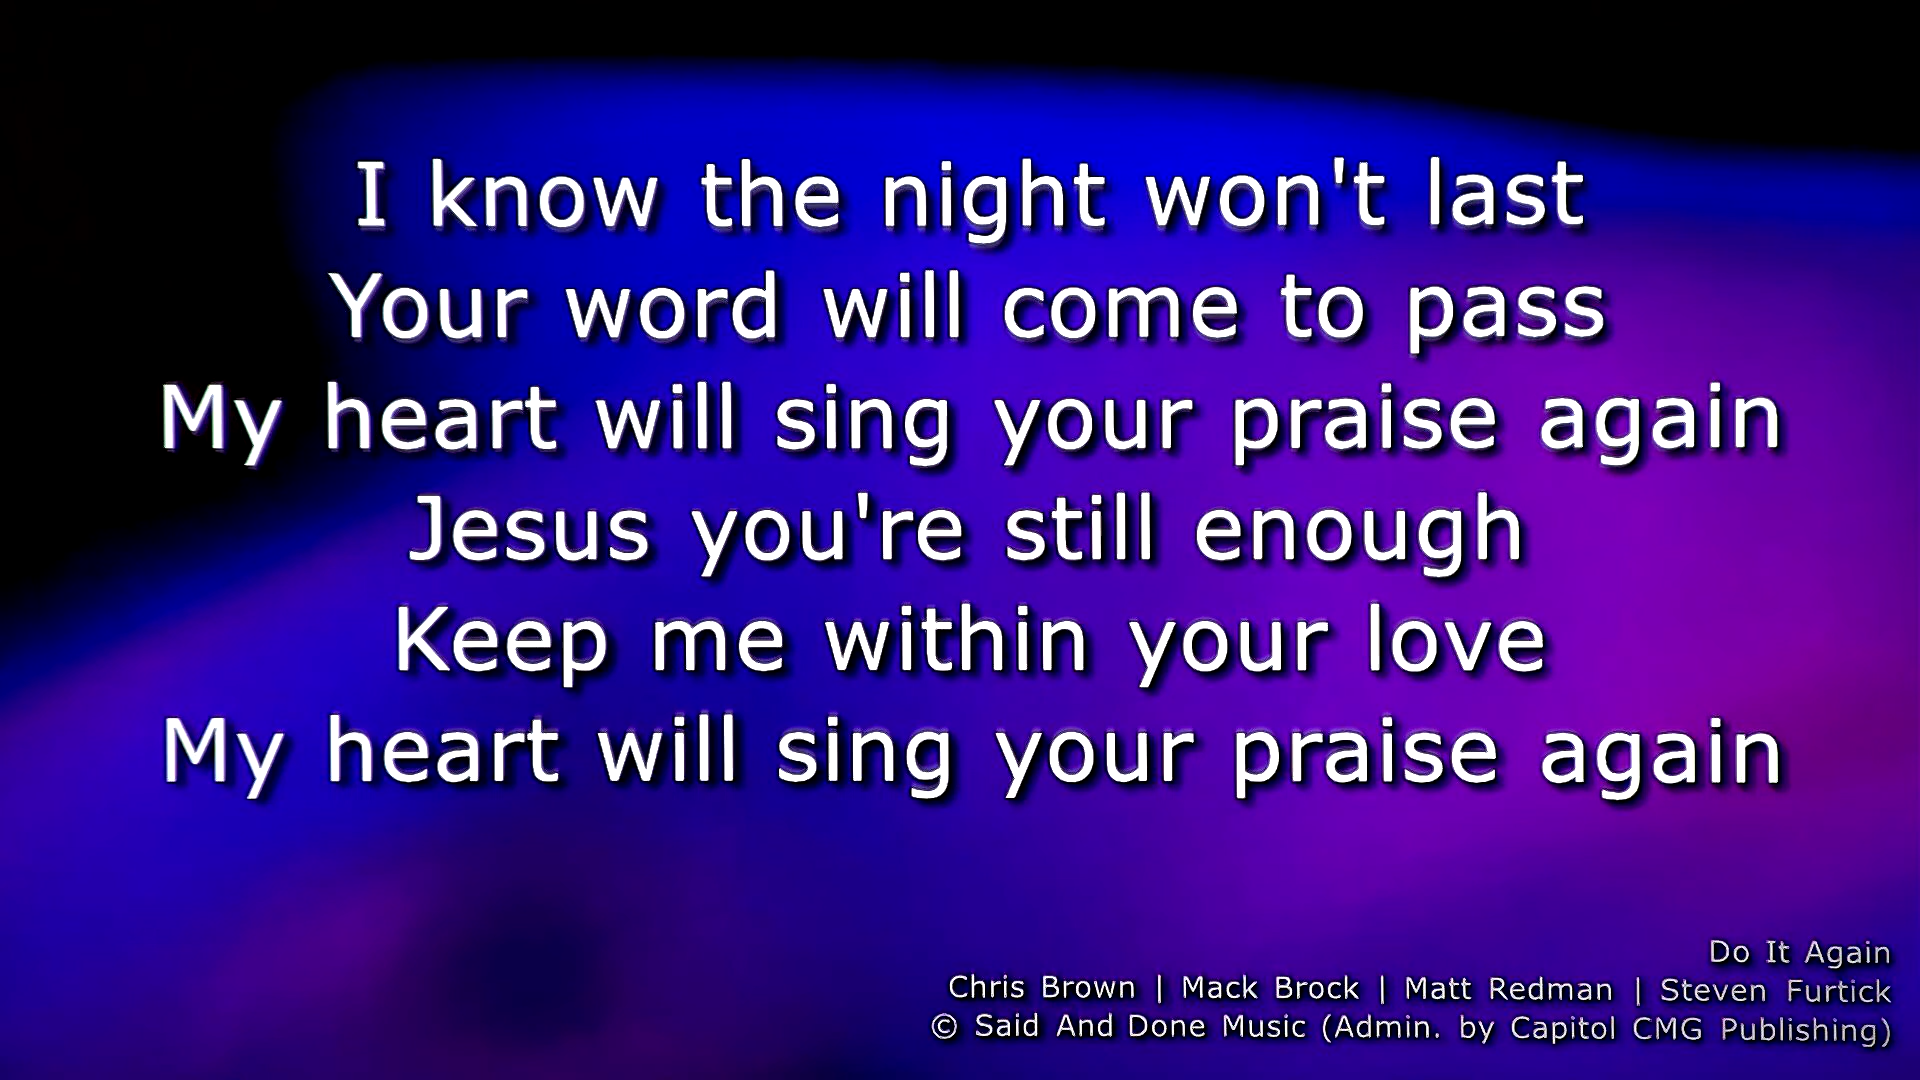 I know the night won't last
Your word will come to pass
My heart will sing your praise again
Jesus you're still enough
Keep me within your love
My heart will sing your praise again
Do It Again
Chris Brown | Mack Brock | Matt Redman | Steven Furtick
© Said And Done Music (Admin. by Capitol CMG Publishing)